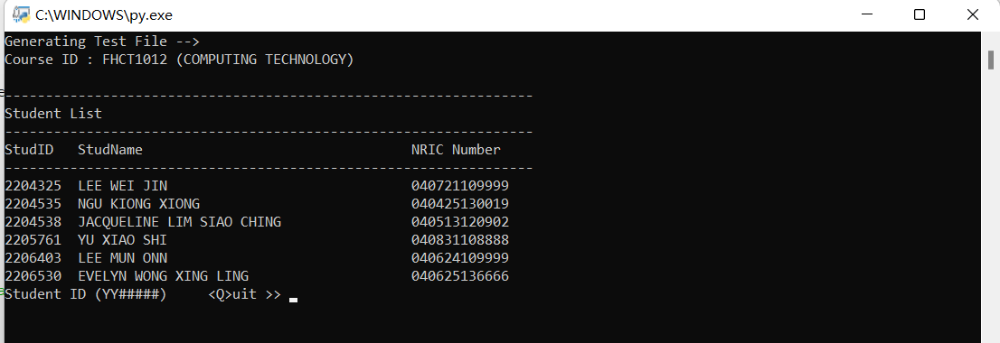 C:\WINDOWS\py.exe
Generating Test File -->
Course ID : FHCT1012 (COMPUTING TECHNOLOGY)
-----------------------------------------------------------------
Student List
-----------------------------------------------------------------
StudID   StudName                                 NRIC Number
-----------------------------------------------------------------
2204325  LEE WEI JIN                              040721109999
2204535  NGU KIONG XIONG                          040425130019
2204538  JACQUELINE LIM SIAO CHING                040513120902
2205761  YU XIAO SHI                              040831108888
2206403  LEE MUN ONN                              040624109999
2206530  EVELYN WONG XING LING                    040625136666
Student ID (YY#####)     <Q>uit >>